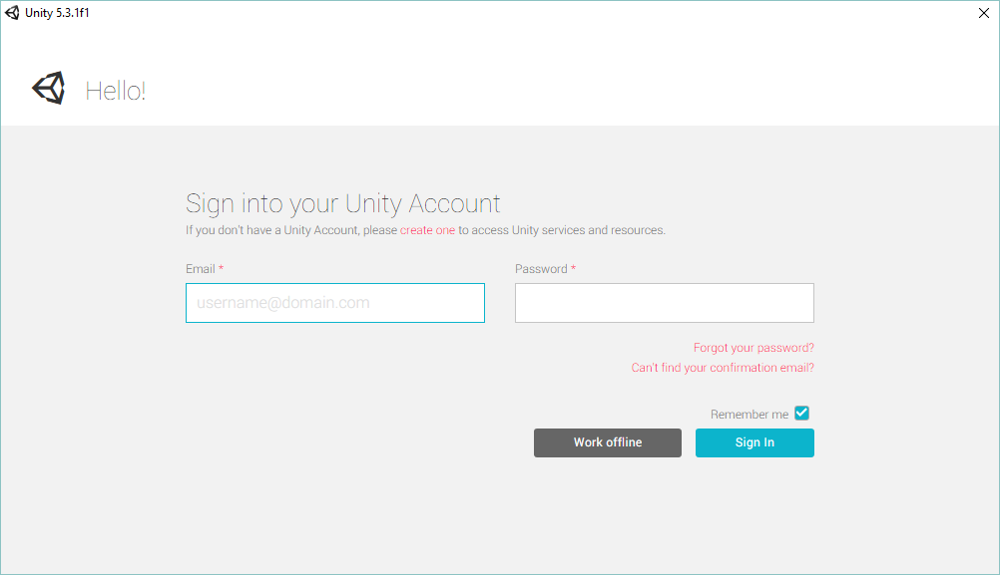 Unity 5.3.1f1
Hello!
Sign into your Unity Account
If you don't have a Unity Account, please create one to access Unity services and resources.
Email *
Password *
username@domain.com
Forgot your password?
Can't find your confirmation email?
Remember me
Work offline
Sign In